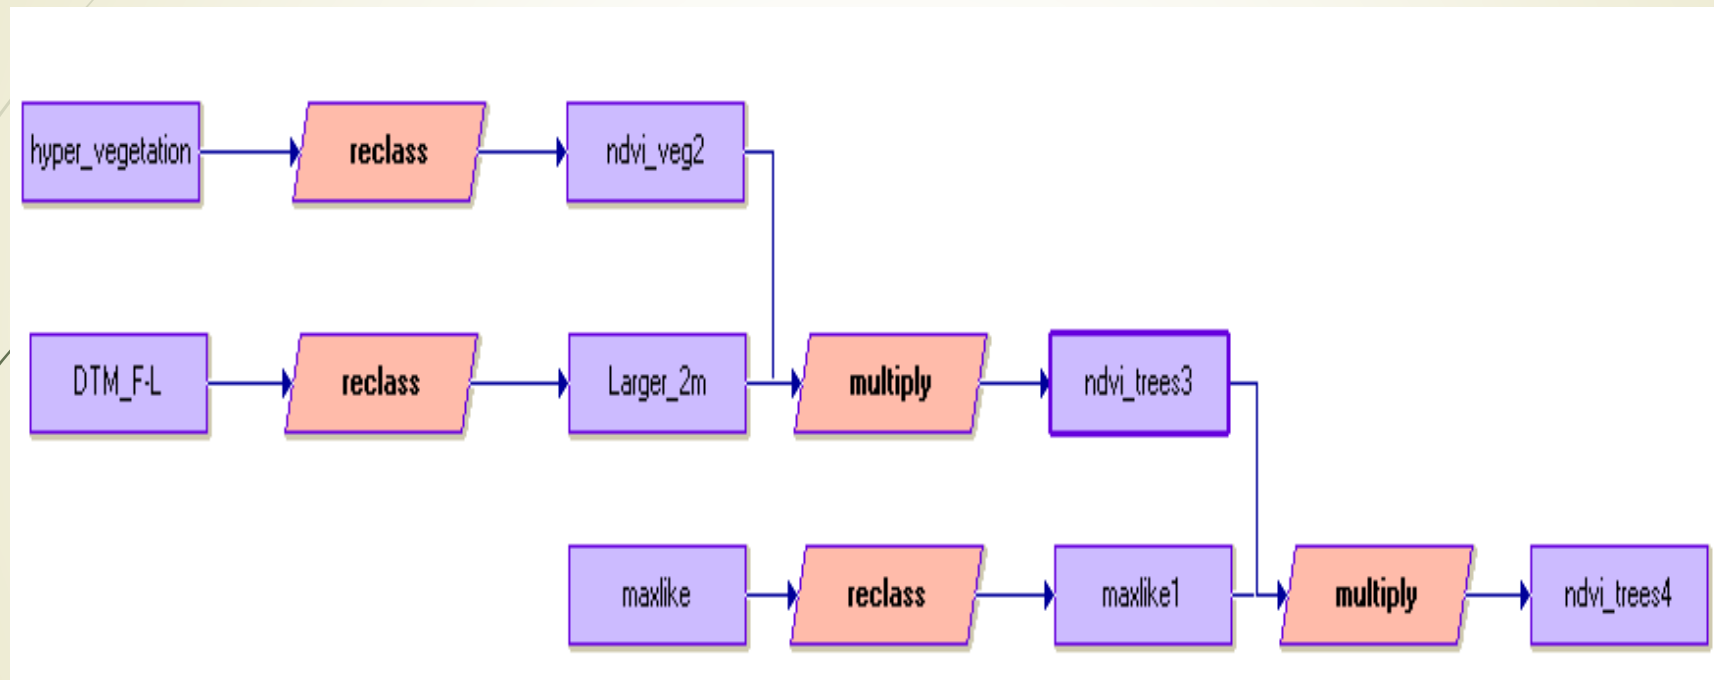 hyper_vegetation
reclass
ndvi_veg2
DTM_F-L
reclass
Larger_2m
multiply
ndvi_trees3
maxlike
reclass
maxlike1
multiply
ndvi_trees4